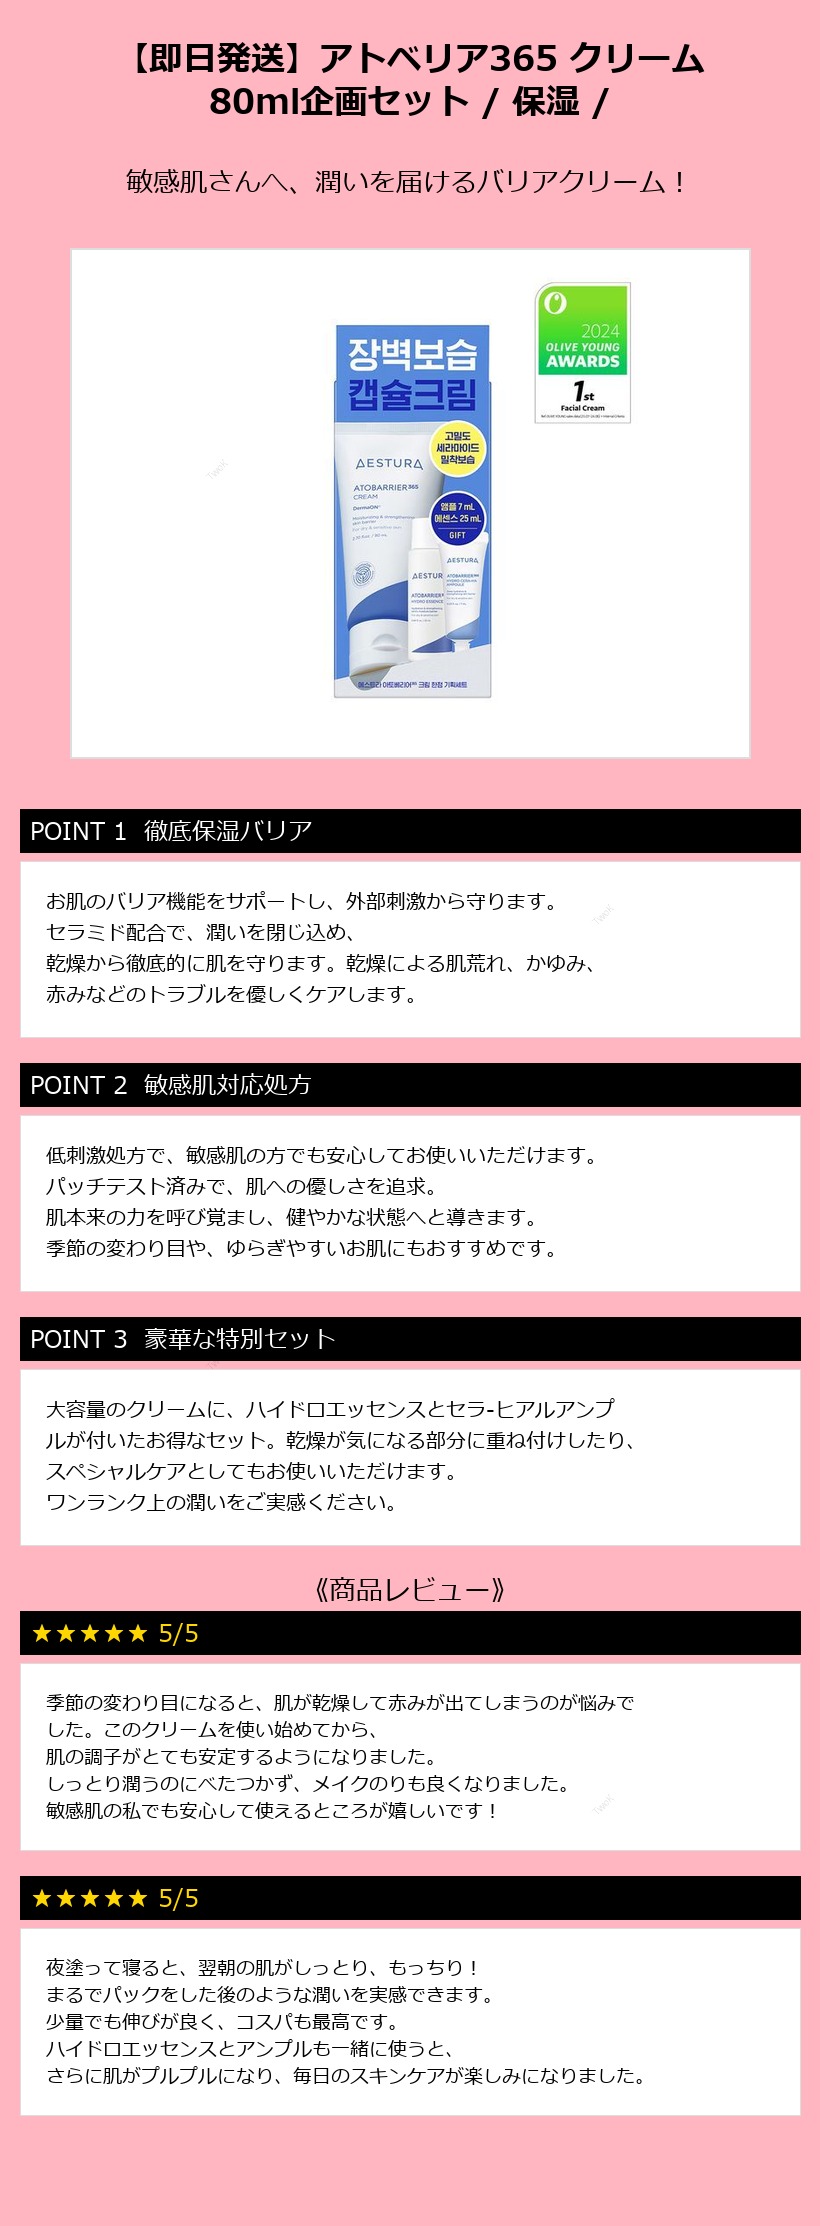 【即日発送】アトベリア365 クリーム
80ml企画セット / 保湿 /
敏感肌さんへ、潤いを届けるバリアクリーム！
2024
OLIVE YOUNG
AWARDS
1st
Facial Cream
장벽보습
캡슐크림
고밀도
세라마이드
밀착보습
AESTURA
ATOBARRIER365
CREAM
DermaON
Moisturizing & strengthening
skin barrier
For dry & sensitive skin
앰플 7 mL
에센스 25 mL
GIFT
AESTUR
ATOBARRIER
HYDRO ESSENCE
AESTURA
ATOBARRIER365
HYDRO CERA-HA
AMPOULE
에스트라 아토베리어365 크림 한정 기획세트
POINT 1 徹底保湿バリア
お肌のバリア機能をサポートし、外部刺激から守ります。
セラミド配合で、潤いを閉じ込め、
乾燥から徹底的に肌を守ります。乾燥による肌荒れ、かゆみ、
赤みなどのトラブルを優しくケアします。
POINT 2 敏感肌対応処方
低刺激処方で、敏感肌の方でも安心してお使いいただけます。
パッチテスト済みで、肌への優しさを追求。
肌本来の力を呼び覚まし、健やかな状態へと導きます。
季節の変わり目や、ゆらぎやすいお肌にもおすすめです。
POINT 3 豪華な特別セット
大容量のクリームに、ハイドロエッセンスとセラ-ヒアルアンプ
ルが付いたお得なセット。乾燥が気になる部分に重ね付けしたり、
スペシャルケアとしてもお使いいただけます。
ワンランク上の潤いをご実感ください。
《商品レビュー》
★★★★★ 5/5
季節の変わり目になると、肌が乾燥して赤みが出てしまうのが悩みで
した。このクリームを使い始めてから、
肌の調子がとても安定するようになりました。
しっとり潤うのにべたつかず、メイクのりも良くなりました。
敏感肌の私でも安心して使えるところが嬉しいです！
★★★★★ 5/5
夜塗って寝ると、翌朝の肌がしっとり、もっちり！
まるでパックをした後のような潤いを実感できます。
少量でも伸びが良く、コスパも最高です。
ハイドロエッセンスとアンプルも一緒に使うと、
さらに肌がプルプルになり、毎日のスキンケアが楽しみになりました。